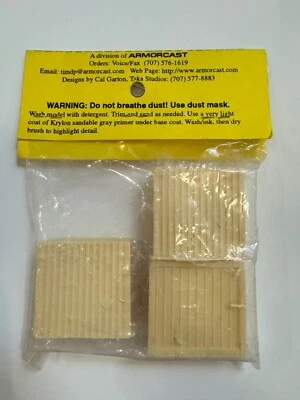 A division of ARMORCAST
Orders: Voice/Fax (707) 576-1619
Email: timdp@armorcast.com Web Page: http://www.armorcast.com
Designs by Cal Garton, Taka Studios: (707) 577-8883
WARNING: Do not breathe dust! Use dust mask.
Wash model with detergent. Trim and sand as needed. Use a very light
coat of Krylon sandable gray primer under base coat. Wash/ink, then dry
brush to highlight detail.